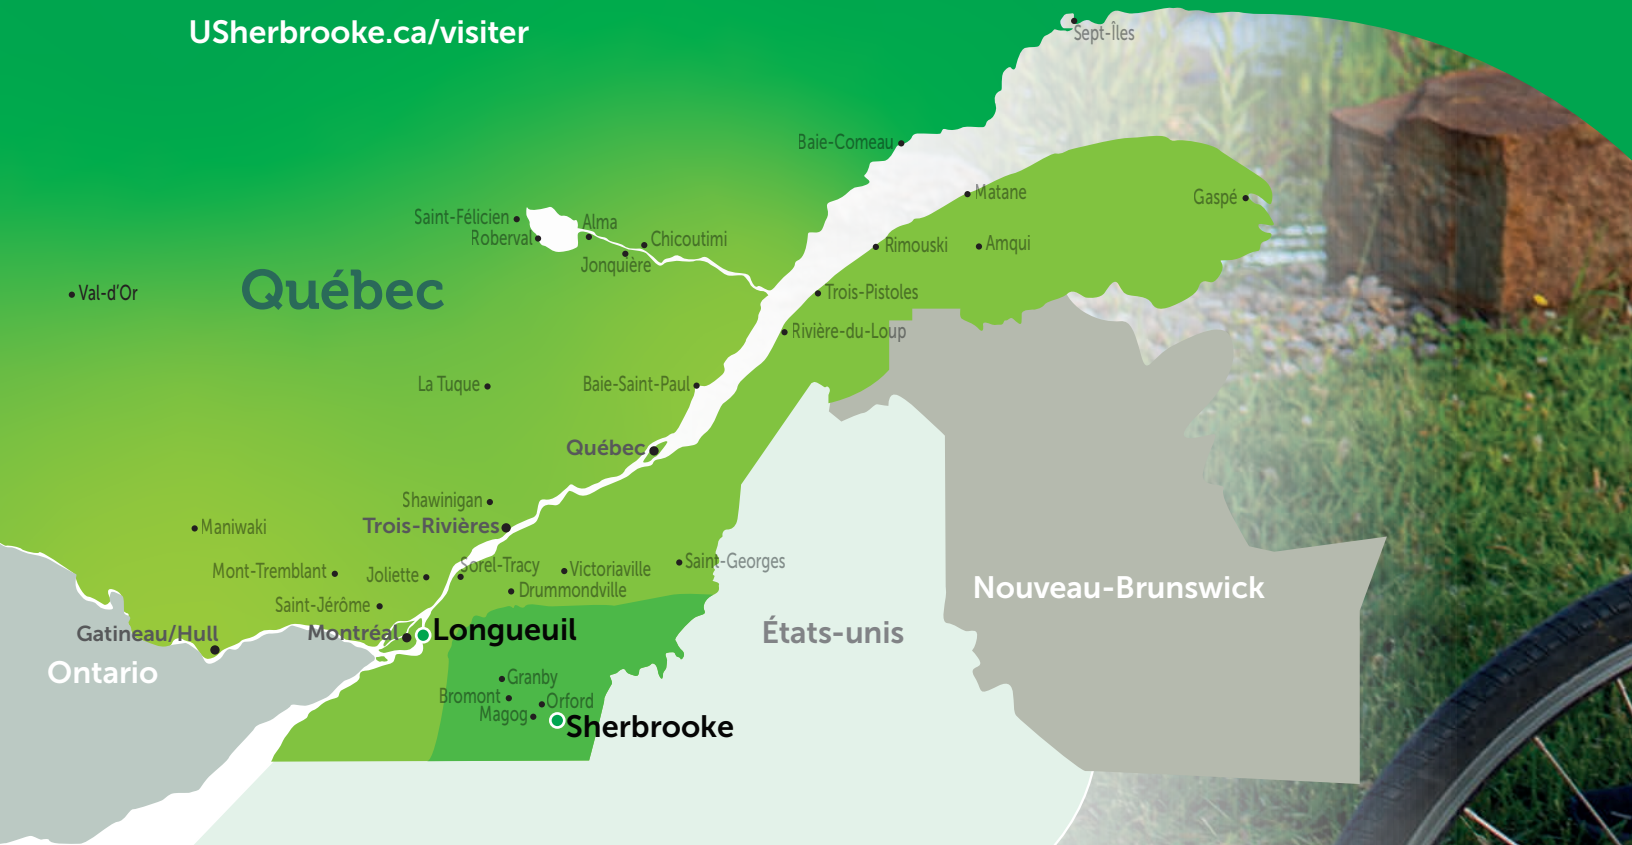 USherbrooke.ca/visiter
Sept-Îles
Baie-Comeau
Matane
Gaspé
Saint-Félicien
Alma
Roberval
Chicoutimi
Rimouski
Amqui
Jonquière
Val-d'Or
Québec
Trois-Pistoles
Rivière-du-Loup
La Tuque
Baie-Saint-Paul
Québec
Shawinigan
Trois-Rivières
Maniwaki
Sorel-Tracy
Saint-Georges
Mont-Tremblant
Joliette
Victoriaville
Drummondville
Nouveau-Brunswick
Saint-Jérôme
Gatineau/Hull
Montréal
Longueuil
États-unis
Ontario
Granby
Bromont
Orford
Magog
Sherbrooke